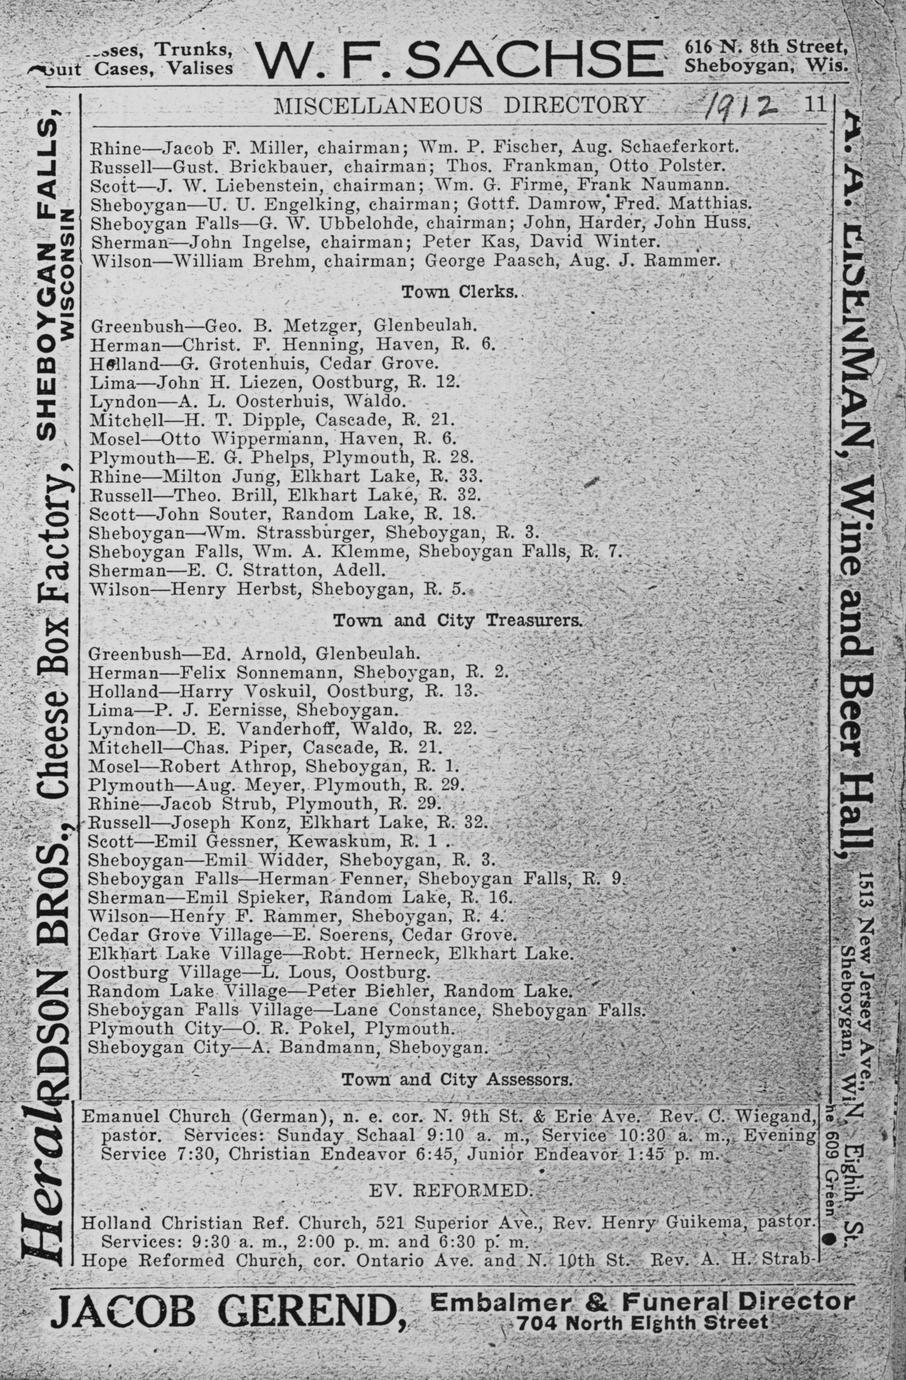 ses, Trunks,
Suit Cases, Valises
W. F. SACHSE
616 N. 8th Street,
Sheboygan, Wis.
MISCELLANEOUS DIRECTORY 1912 11
Rhine—Jacob F. Miller, chairman; Wm. P. Fischer, Aug. Schaeferkort.
Russell—Gust. Brickbauer, chairman; Thos. Frankman, Otto Polster.
Scott—J. W. Liebenstein, chairman; Wm. G. Firme, Frank Naumann.
Sheboygan—U. U. Engelking, chairman; Gottf. Damrow, Fred. Matthias.
Sheboygan Falls—G. W. Ubbelohde, chairman; John, Harder, John Huss.
Sherman—John Ingelse, chairman; Peter Kas, David Winter.
Wilson—William Brehm, chairman; George Paasch, Aug. J. Rammer.
Town Clerks.
Greenbush—Geo. B. Metzger, Glenbeulah.
Herman—Christ. F. Henning, Haven, R. 6.
Holland—G. Grotenhuis, Cedar Grove.
Lima—John H. Liezen, Oostburg, R. 12.
Lyndon—A. L. Oosterhuis, Waldo.
Mitchell—H. T. Dipple, Cascade, R. 21.
Mosel—Otto Wippermann, Haven, R. 6.
Plymouth—E. G. Phelps, Plymouth, R. 28.
Rhine—Milton Jung, Elkhart Lake, R. 33.
Russell—Theo. Brill, Elkhart Lake, R. 32.
Scott—John Souter, Random Lake, R. 18.
Sheboygan—Wm. Strassburger, Sheboygan, R. 3.
Sheboygan Falls, Wm. A. Klemme, Sheboygan Falls, R. 7.
Sherman—E. C. Stratton, Adell.
Wilson—Henry Herbst, Sheboygan, R. 5.
Town and City Treasurers.
Greenbush—Ed. Arnold, Glenbeulah.
Herman—Felix Sonnemann, Sheboygan, R. 2.
Holland—Harry Voskuil, Oostburg, R. 13.
Lima—P. J. Eernisse, Sheboygan.
Lyndon—D. E. Vanderhoff, Waldo, R. 22.
Mitchell—Chas. Piper, Cascade, R. 21.
Mosel—Robert Athrop, Sheboygan, R. 1.
Plymouth—Aug. Meyer, Plymouth, R. 29.
Rhine—Jacob Strub, Plymouth, R. 29.
Russell—Joseph Konz, Elkhart Lake, R. 32.
Scott—Emil Gessner, Kewaskum, R. 1 .
Sheboygan—Emil Widder, Sheboygan, R. 3.
Sheboygan Falls—Herman Fenner, Sheboygan Falls, R. 9.
Sherman—Emil Spieker, Random Lake, R. 16.
Wilson—Henry F. Rammer, Sheboygan, R. 4.
Cedar Grove Village—E. Soerens, Cedar Grove.
Elkhart Lake Village—Robt. Herneck, Elkhart Lake.
Oostburg Village—L. Lous, Oostburg.
Random Lake Village—Peter Biehler, Random Lake.
Sheboygan Falls Village—Lane Constance, Sheboygan Falls.
Plymouth City—O. R. Pokel, Plymouth.
Sheboygan City—A. Bandmann, Sheboygan.
Town and City Assessors.
Emanuel Church (German), n. e. cor. N. 9th St. & Erie Ave. Rev. C. Wiegand,
pastor. Services: Sunday Schaal 9:10 a. m., Service 10:30 a. m., Evening
Service 7:30, Christian Endeavor 6:45, Junior Endeavor 1:45 p. m.
EV. REFORMED.
Holland Christian Ref. Church, 521 Superior Ave., Rev. Henry Guikema, pastor.
Services: 9:30 a. m., 2:00 p. m. and 6:30 p. m.
Hope Reformed Church, cor. Ontario Ave. and N. 10th St. Rev. A. H. Strab-
HeralRDSON BROS., Cheese Box Factory, SHEBOYGAN FALLS,
WISCONSIN
A. A. EISENMAN, Wine and Beer Hall, 1513 New Jersey Ave.,
Sheboygan, Wi
N. Eighth St.
he 609 Green
JACOB GEREND,
Embalmer & Funeral Director
704 North Eighth Street